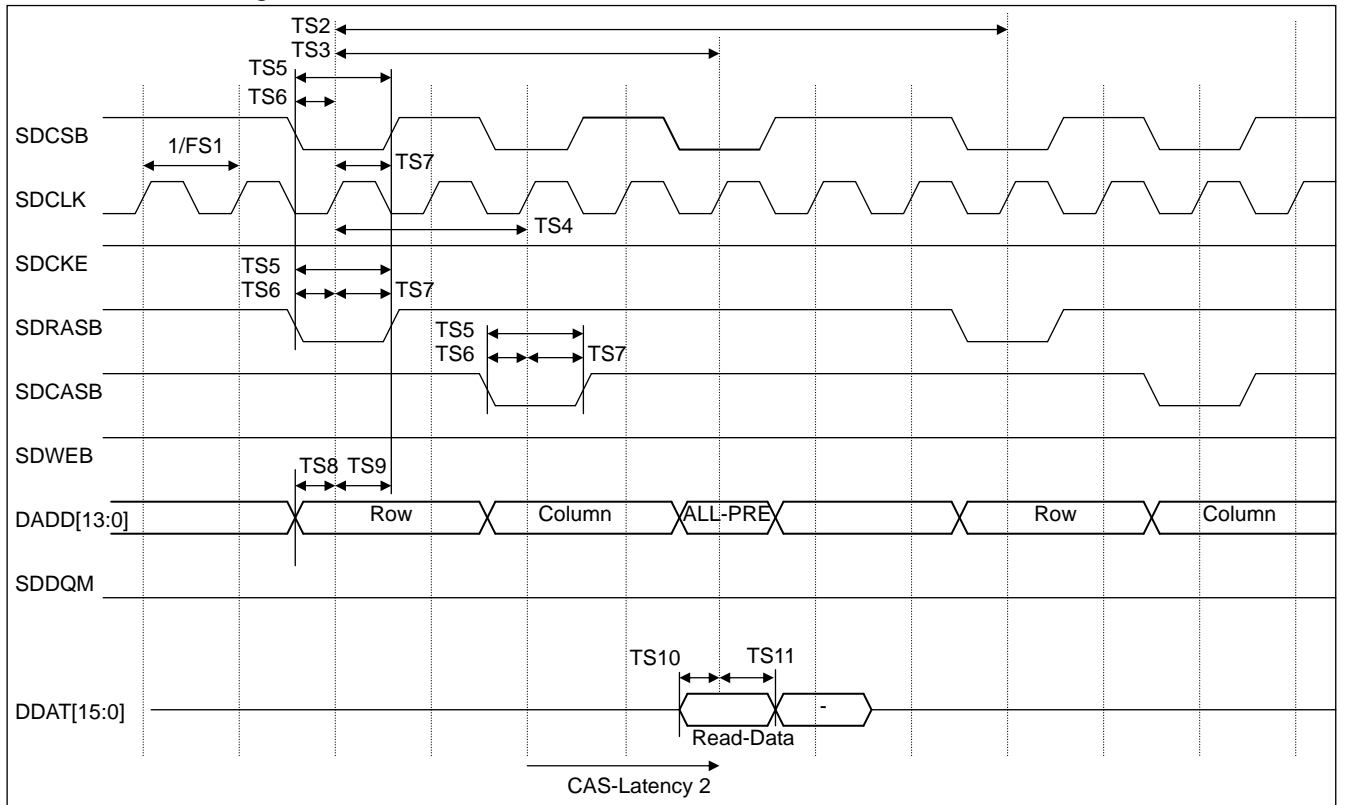 TS2
TS3
TS5
TS6
SDCSB
1/FS1
TS7
SDCLK
TS4
SDCKE
TS5
TS6 TS7
SDRASB
TS5
TS6 TS7
SDCASB
SDWEB
TS8 TS9
DADD[13:0] Row Column ALL-PRE Row Column
SDDQM
TS10 TS11
DDAT[15:0] -
Read-Data
CAS-Latency 2